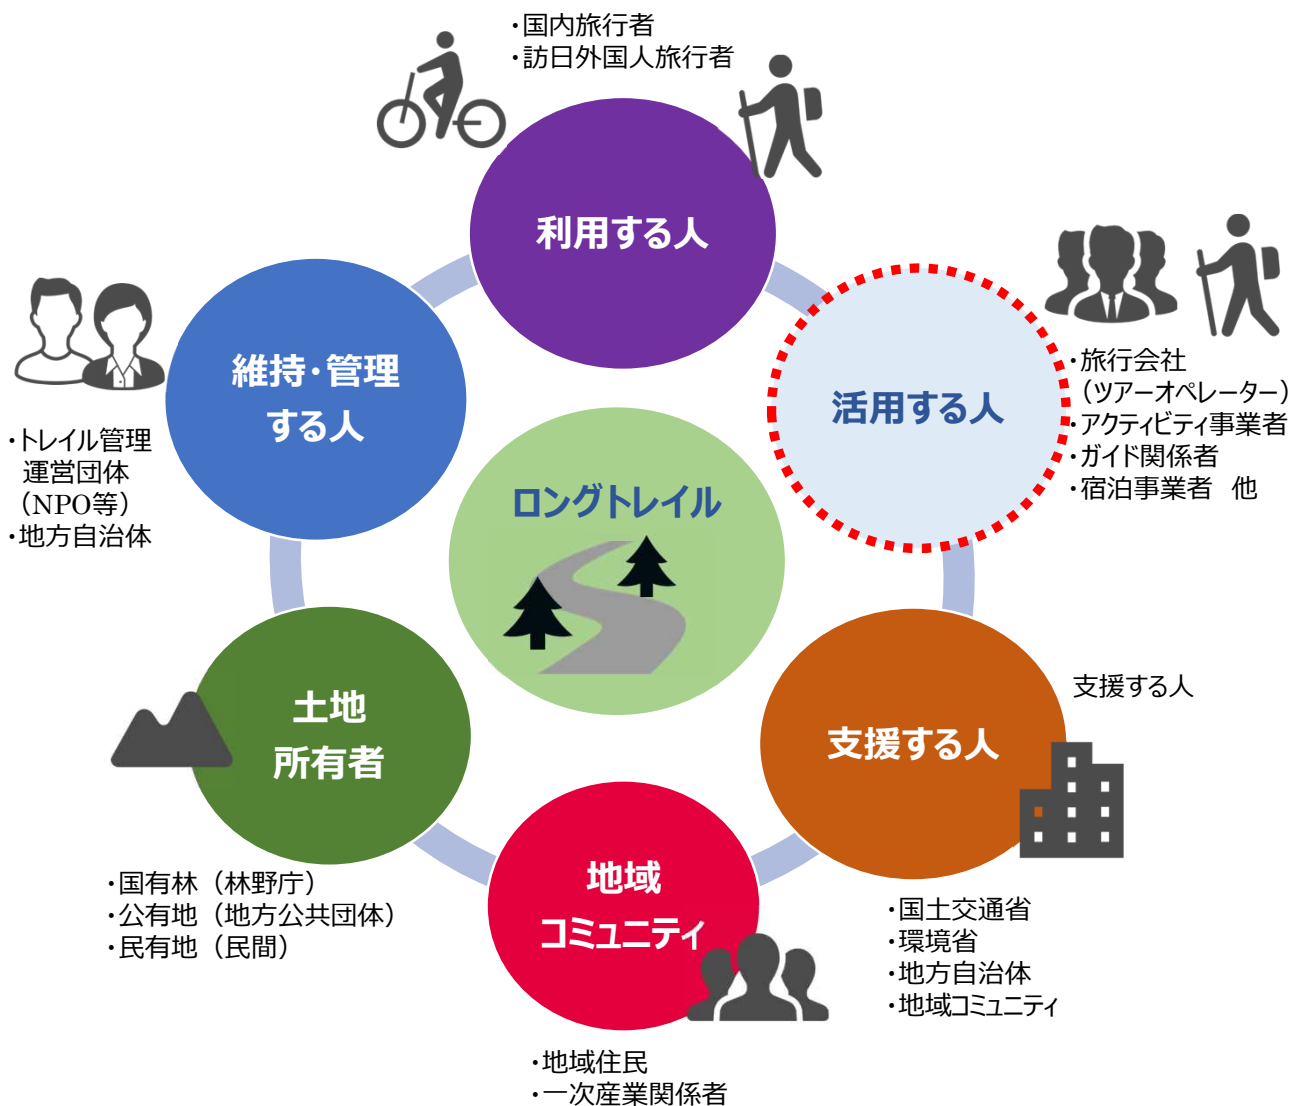 ・国内旅行者
・訪日外国人旅行者
利用する人
維持・管理
する人
・トレイル管理
運営団体
（NPO等）
・地方自治体
活用する人
・旅行会社
（ツアーオペレーター）
・アクティビティ事業者
・ガイド関係者
・宿泊事業者　他
ロングトレイル
土地
所有者
・国有林（林野庁）
・公有地（地方公共団体）
・民有地（民間）
支援する人
支援する人
・国土交通省
・環境省
・地方自治体
・地域コミュニティ
地域
コミュニティ
・地域住民
・一次産業関係者